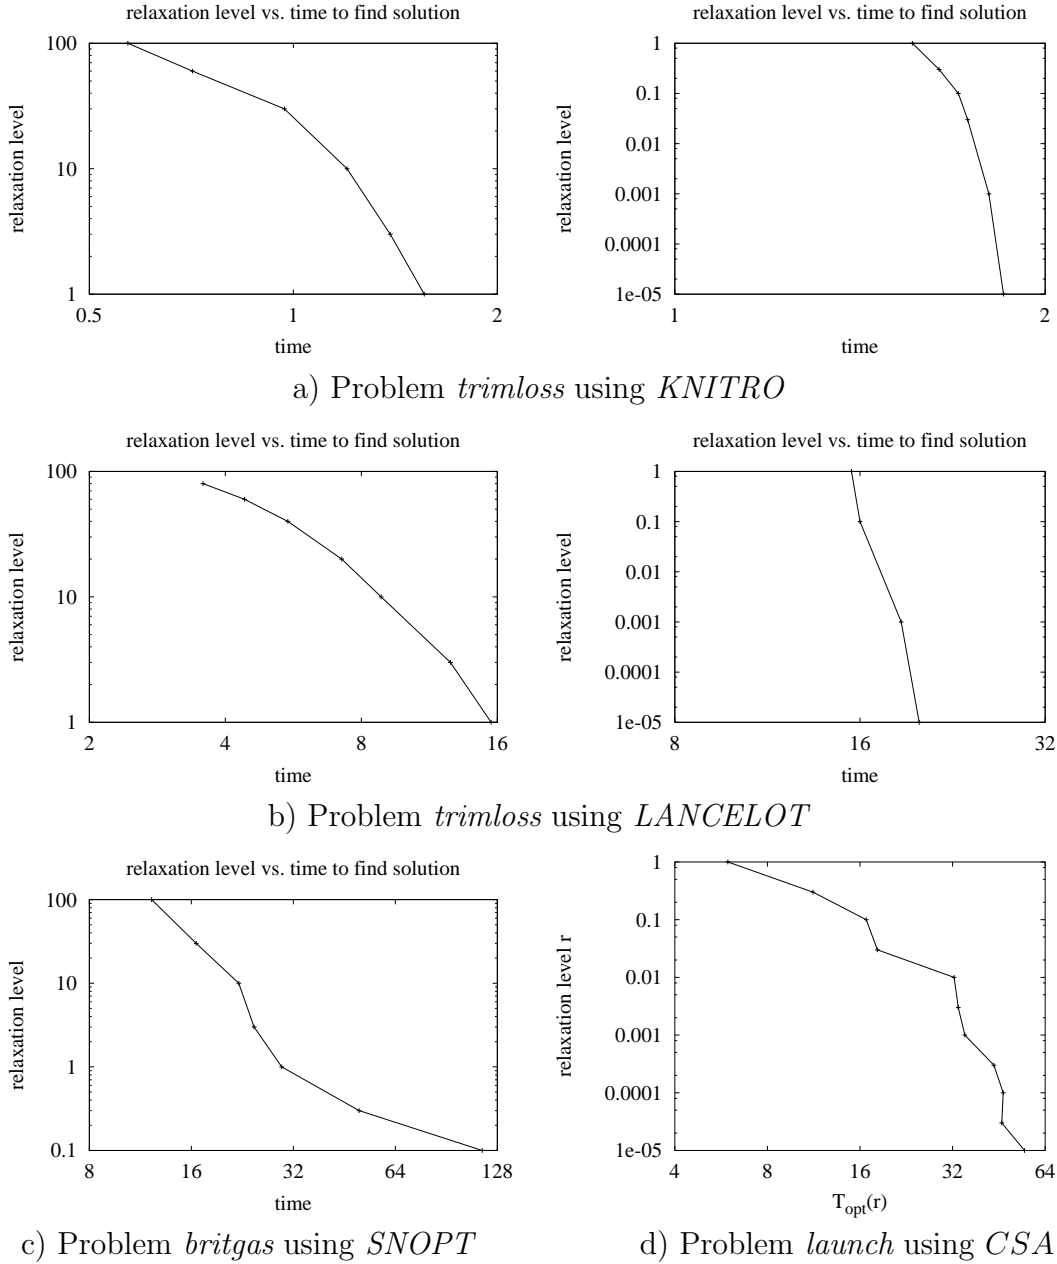 relaxation level vs. time to find solution
100
10
1
relaxation level
0.5 1 2
time
relaxation level vs. time to find solution
1
0.1
0.01
0.001
0.0001
1e-05
relaxation level
1 2
time
a) Problem trimloss using KNITRO
relaxation level vs. time to find solution
100
10
1
relaxation level
2 4 8 16
time
relaxation level vs. time to find solution
1
0.1
0.01
0.001
0.0001
1e-05
relaxation level
8 16 32
time
b) Problem trimloss using LANCELOT
relaxation level vs. time to find solution
100
10
1
0.1
relaxation level
8 16 32 64 128
time
c) Problem britgas using SNOPT
1
0.1
0.01
0.001
0.0001
1e-05
relaxation level r
4 8 16 32 64
T_opt(r)
d) Problem launch using CSA